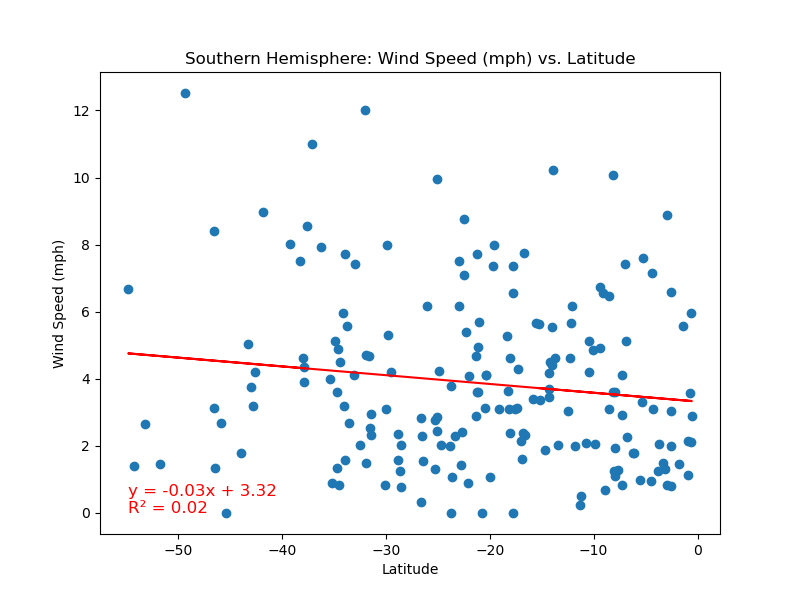 Southern Hemisphere: Wind Speed (mph) vs. Latitude
Wind Speed (mph)
12
10
8
6
4
2
0
y = -0.03x + 3.32
R² = 0.02
−50
−40
−30
−20
−10
0
Latitude